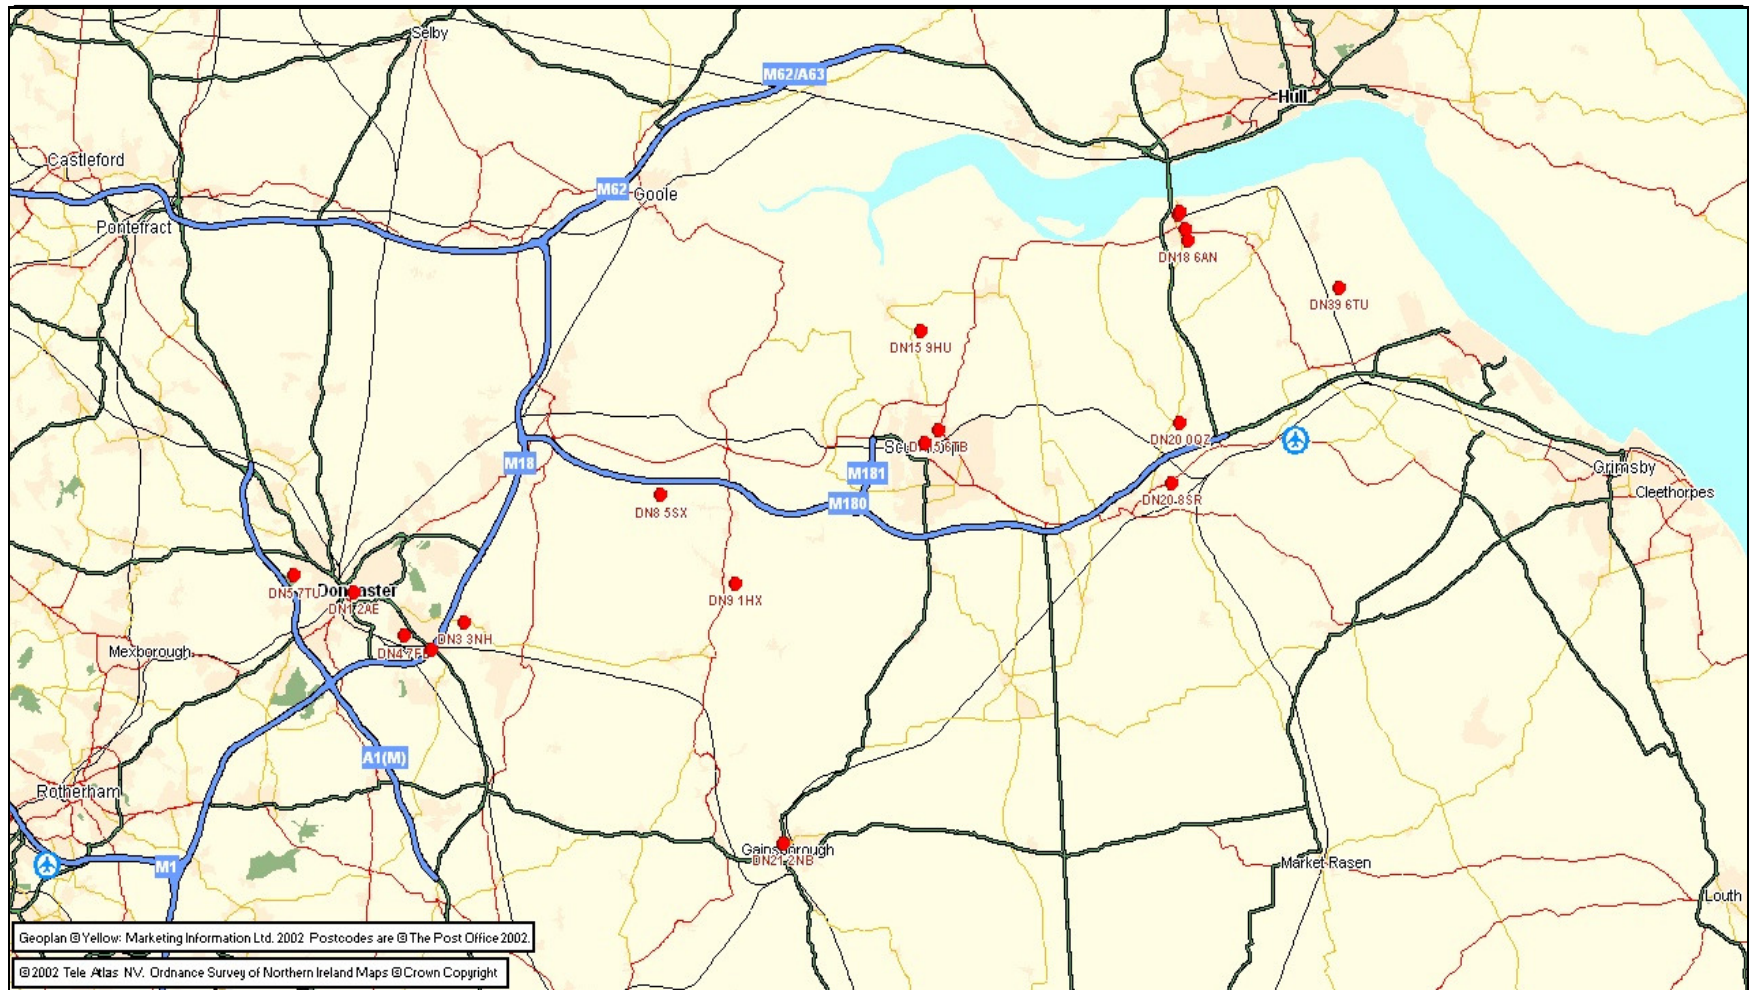 Selby
M62/A63
Hull
Castleford
M62
Goole
Pontefract
DN18 6AN
DN39 6TU
DN15 9HU
DN20 0QZ
M18
M181
Grimsby
Cleethorpes
DN20 8SR
M180
DN8 5SX
DN5 7TU
Doncaster
DN1 2AE
DN9 1HX
DN3 3NH
Mexborough
A1(M)
Rotherham
Gainsborough
DN21 2NB
M1
Market Rasen
Louth
Geoplan © Yellow Marketing Information Ltd. 2002 Postcodes are © The Post Office 2002.
© 2002 Tele Atlas NV. Ordnance Survey of Northern Ireland Maps © Crown Copyright